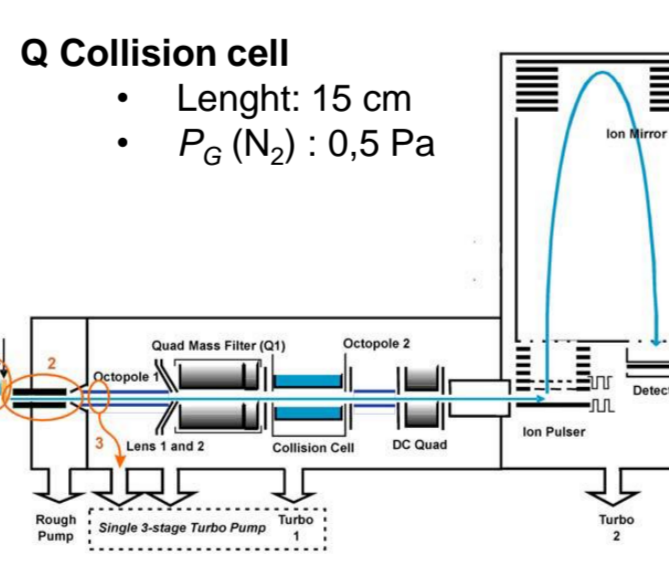 Q Collision cell
• Lenght: 15 cm
• P_G (N₂) : 0,5 Pa
Ion Mirror
Quad Mass Filter (Q1)
Octopole 2
2
Octopole 1
3
Lens 1 and 2
Collision Cell
DC Quad
Ion Pulser
Detec
Rough
Pump
Single 3-stage Turbo Pump
Turbo
1
Turbo
2